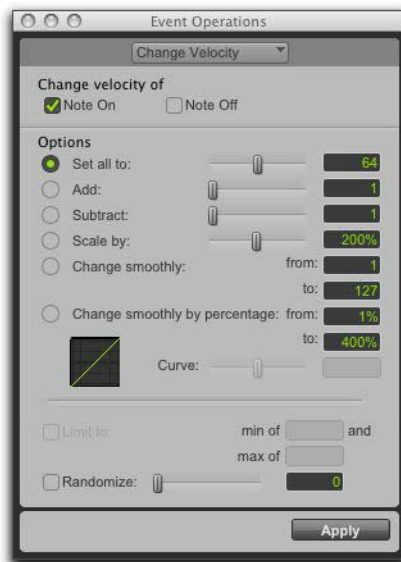 Event Operations
Change Velocity
Change velocity of
Note On Note Off
Options
Set all to: 64
Add: 1
Subtract: 1
Scale by: 200%
Change smoothly: from: 1
to: 127
Change smoothly by percentage: from: 1%
to: 400%
Curve:
Limit to: min of and
max of
Randomize: 0
Apply